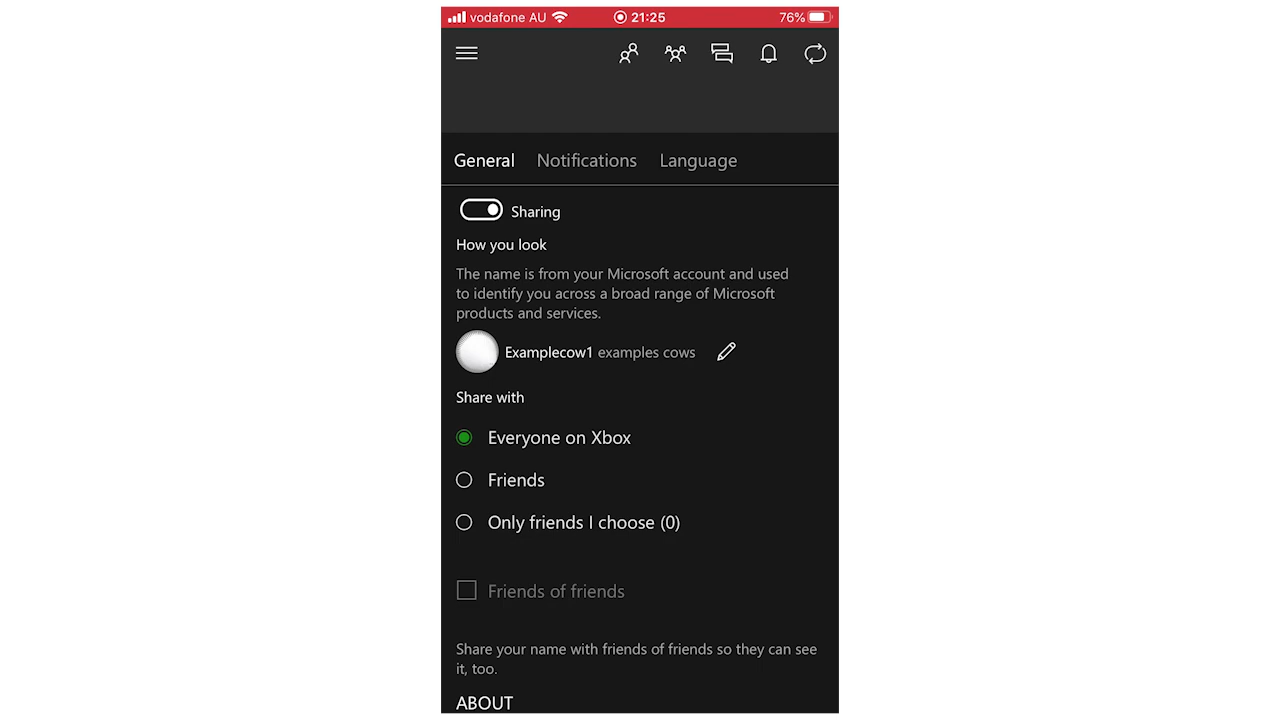 vodafone AU 21:25 76%
General Notifications Language
Sharing
How you look
The name is from your Microsoft account and used
to identify you across a broad range of Microsoft
products and services.
Examplecow1 examples cows
Share with
Everyone on Xbox
Friends
Only friends I choose (0)
Friends of friends
Share your name with friends of friends so they can see
it, too.
ABOUT